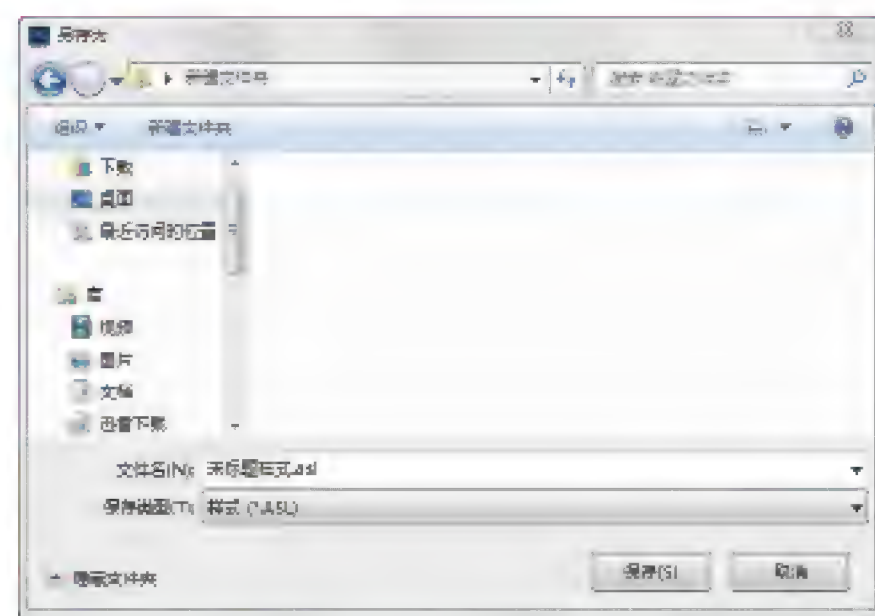 另存为
新建文件夹
组织 新建文件夹
下载
桌面
最近访问的位置
库
视频
图片
文档
迅雷下载
文件名(N): 未标题样式.asl
保存类型(T): 样式 (*.ASL)
隐藏文件夹 保存(S) 取消